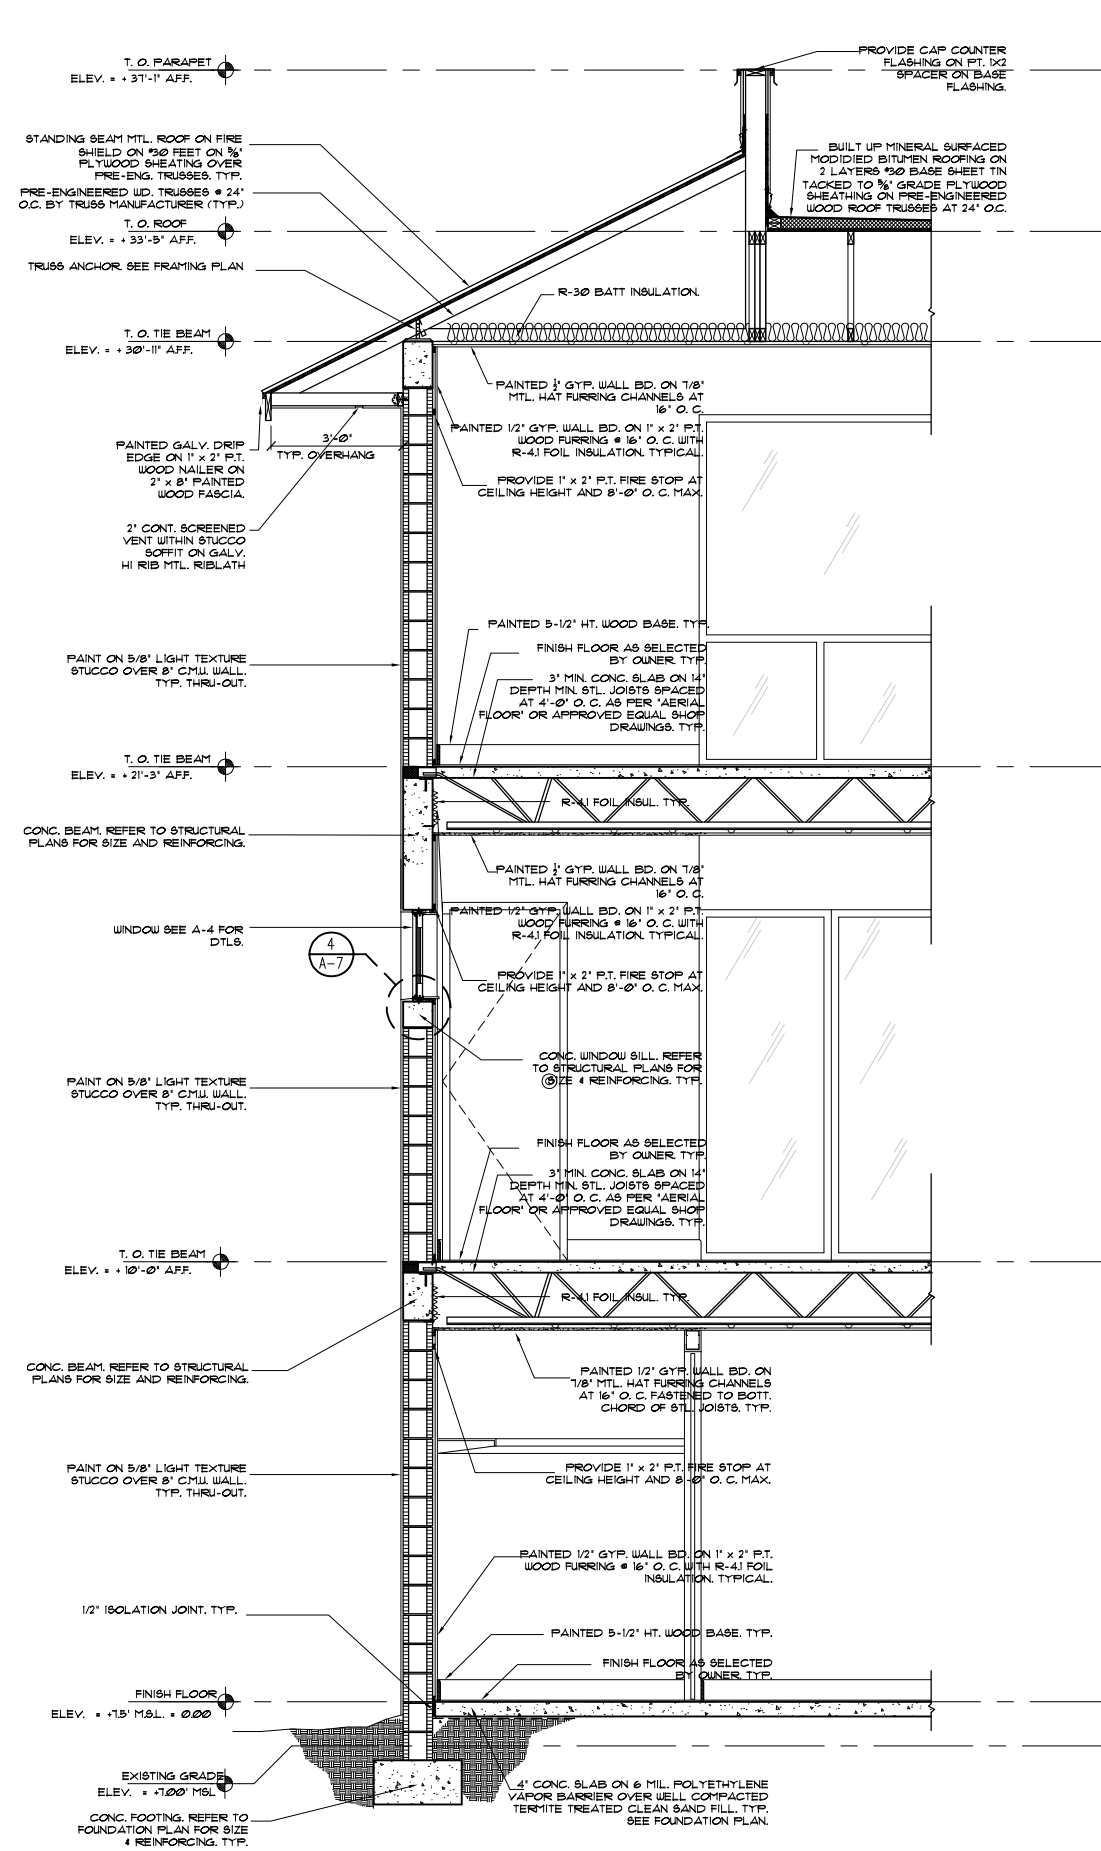 T. O. PARAPET
ELEV. = + 37'-1" A.F.F.
PROVIDE CAP COUNTER
FLASHING ON PT. 1X2
SPACER ON BASE
FLASHING.
STANDING SEAM MTL. ROOF ON FIRE
SHIELD ON #30 FEET ON 5/8"
PLYWOOD SHEATING OVER
PRE-ENG. TRUSSES. TYP.
BUILT UP MINERAL SURFACED
MODIDIED BITUMEN ROOFING ON
2 LAYERS #30 BASE SHEET TIN
TACKED TO 5/8" GRADE PLYWOOD
SHEATHING ON PRE-ENGINEERED
WOOD ROOF TRUSSES AT 24" O.C.
PRE-ENGINEERED WD. TRUSSES @ 24"
O.C. BY TRUSS MANUFACTURER (TYP.)
T. O. ROOF
ELEV. = + 33'-5" A.F.F.
TRUSS ANCHOR. SEE FRAMING PLAN
R-30 BATT INSULATION.
T. O. TIE BEAM
ELEV. = + 30'-11" A.F.F.
PAINTED ½" GYP. WALL BD. ON 7/8"
MTL. HAT FURRING CHANNELS AT
16" O. C.
PAINTED 1/2" GYP. WALL BD. ON 1" x 2" P.T.
WOOD FURRING @ 16" O. C. WITH
R-4.1 FOIL INSULATION. TYPICAL.
3'-0"
TYP. OVERHANG
PAINTED GALV. DRIP
EDGE ON 1" x 2" P.T.
WOOD NAILER ON
2" x 8" PAINTED
WOOD FASCIA.
PROVIDE 1" x 2" P.T. FIRE STOP AT
CEILING HEIGHT AND 8'-0" O. C. MAX.
2" CONT. SCREENED
VENT WITHIN STUCCO
SOFFIT ON GALV.
HI RIB MTL. RIBLATH
PAINTED 5-1/2" HT. WOOD BASE. TYP.
FINISH FLOOR AS SELECTED
BY OWNER. TYP.
PAINT ON 5/8" LIGHT TEXTURE
STUCCO OVER 8" C.M.U. WALL.
TYP. THRU-OUT.
3" MIN. CONC. SLAB ON 14"
DEPTH MIN. STL. JOISTS SPACED
AT 4'-0" O. C. AS PER "AERIAL
FLOOR" OR APPROVED EQUAL SHOP
DRAWINGS. TYP.
T. O. TIE BEAM
ELEV. = + 21'-3" A.F.F.
R-4.1 FOIL INSUL. TYP.
CONC. BEAM. REFER TO STRUCTURAL
PLANS FOR SIZE AND REINFORCING.
PAINTED ½" GYP. WALL BD. ON 7/8"
MTL. HAT FURRING CHANNELS AT
16" O. C.
PAINTED 1/2" GYP. WALL BD. ON 1" x 2" P.T.
WOOD FURRING @ 16" O. C. WITH
R-4.1 FOIL INSULATION. TYPICAL.
WINDOW SEE A-4 FOR
DTLS.
4
A-7
PROVIDE 1" x 2" P.T. FIRE STOP AT
CEILING HEIGHT AND 8'-0" O. C. MAX.
CONC. WINDOW SILL. REFER
TO STRUCTURAL PLANS FOR
SIZE & REINFORCING. TYP.
PAINT ON 5/8" LIGHT TEXTURE
STUCCO OVER 8" C.M.U. WALL.
TYP. THRU-OUT.
FINISH FLOOR AS SELECTED
BY OWNER. TYP.
3" MIN. CONC. SLAB ON 14"
DEPTH MIN. STL. JOISTS SPACED
AT 4'-0" O. C. AS PER "AERIAL
FLOOR" OR APPROVED EQUAL SHOP
DRAWINGS. TYP.
T. O. TIE BEAM
ELEV. = + 10'-0" A.F.F.
R-4.1 FOIL INSUL. TYP.
CONC. BEAM. REFER TO STRUCTURAL
PLANS FOR SIZE AND REINFORCING.
PAINTED 1/2" GYP. WALL BD. ON
7/8" MTL. HAT FURRING CHANNELS
AT 16" O. C. FASTENED TO BOTT.
CHORD OF STL. JOISTS. TYP.
PAINT ON 5/8" LIGHT TEXTURE
STUCCO OVER 8" C.M.U. WALL.
TYP. THRU-OUT.
PROVIDE 1" x 2" P.T. FIRE STOP AT
CEILING HEIGHT AND 8'-0" O. C. MAX.
PAINTED 1/2" GYP. WALL BD. ON 1" x 2" P.T.
WOOD FURRING @ 16" O. C. WITH R-4.1 FOIL
INSULATION. TYPICAL.
1/2" ISOLATION JOINT. TYP.
PAINTED 5-1/2" HT. WOOD BASE. TYP.
FINISH FLOOR AS SELECTED
BY OWNER. TYP.
FINISH FLOOR
ELEV. = +7.5' M.S.L. = 0.00
EXISTING GRADE
ELEV. = +7.00' MSL
4" CONC. SLAB ON 6 MIL. POLYETHYLENE
VAPOR BARRIER OVER WELL COMPACTED
TERMITE TREATED CLEAN SAND FILL. TYP.
SEE FOUNDATION PLAN.
CONC. FOOTING. REFER TO
FOUNDATION PLAN FOR SIZE
& REINFORCING. TYP.